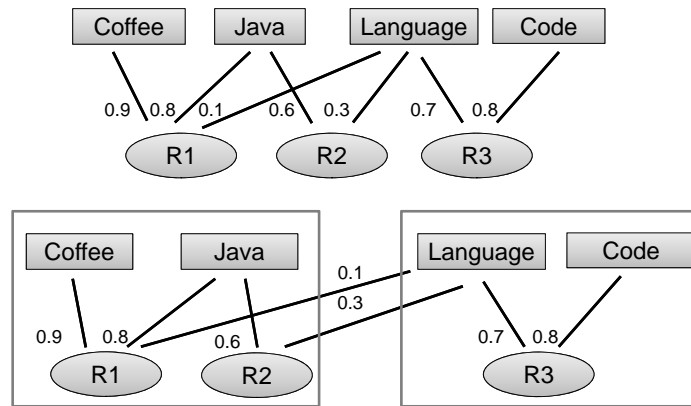 Coffee Java Language Code
0.9 0.8 0.1 0.6 0.3 0.7 0.8
R1 R2 R3
Coffee Java Language Code
0.1
0.3
0.9 0.8 0.6 0.7 0.8
R1 R2 R3